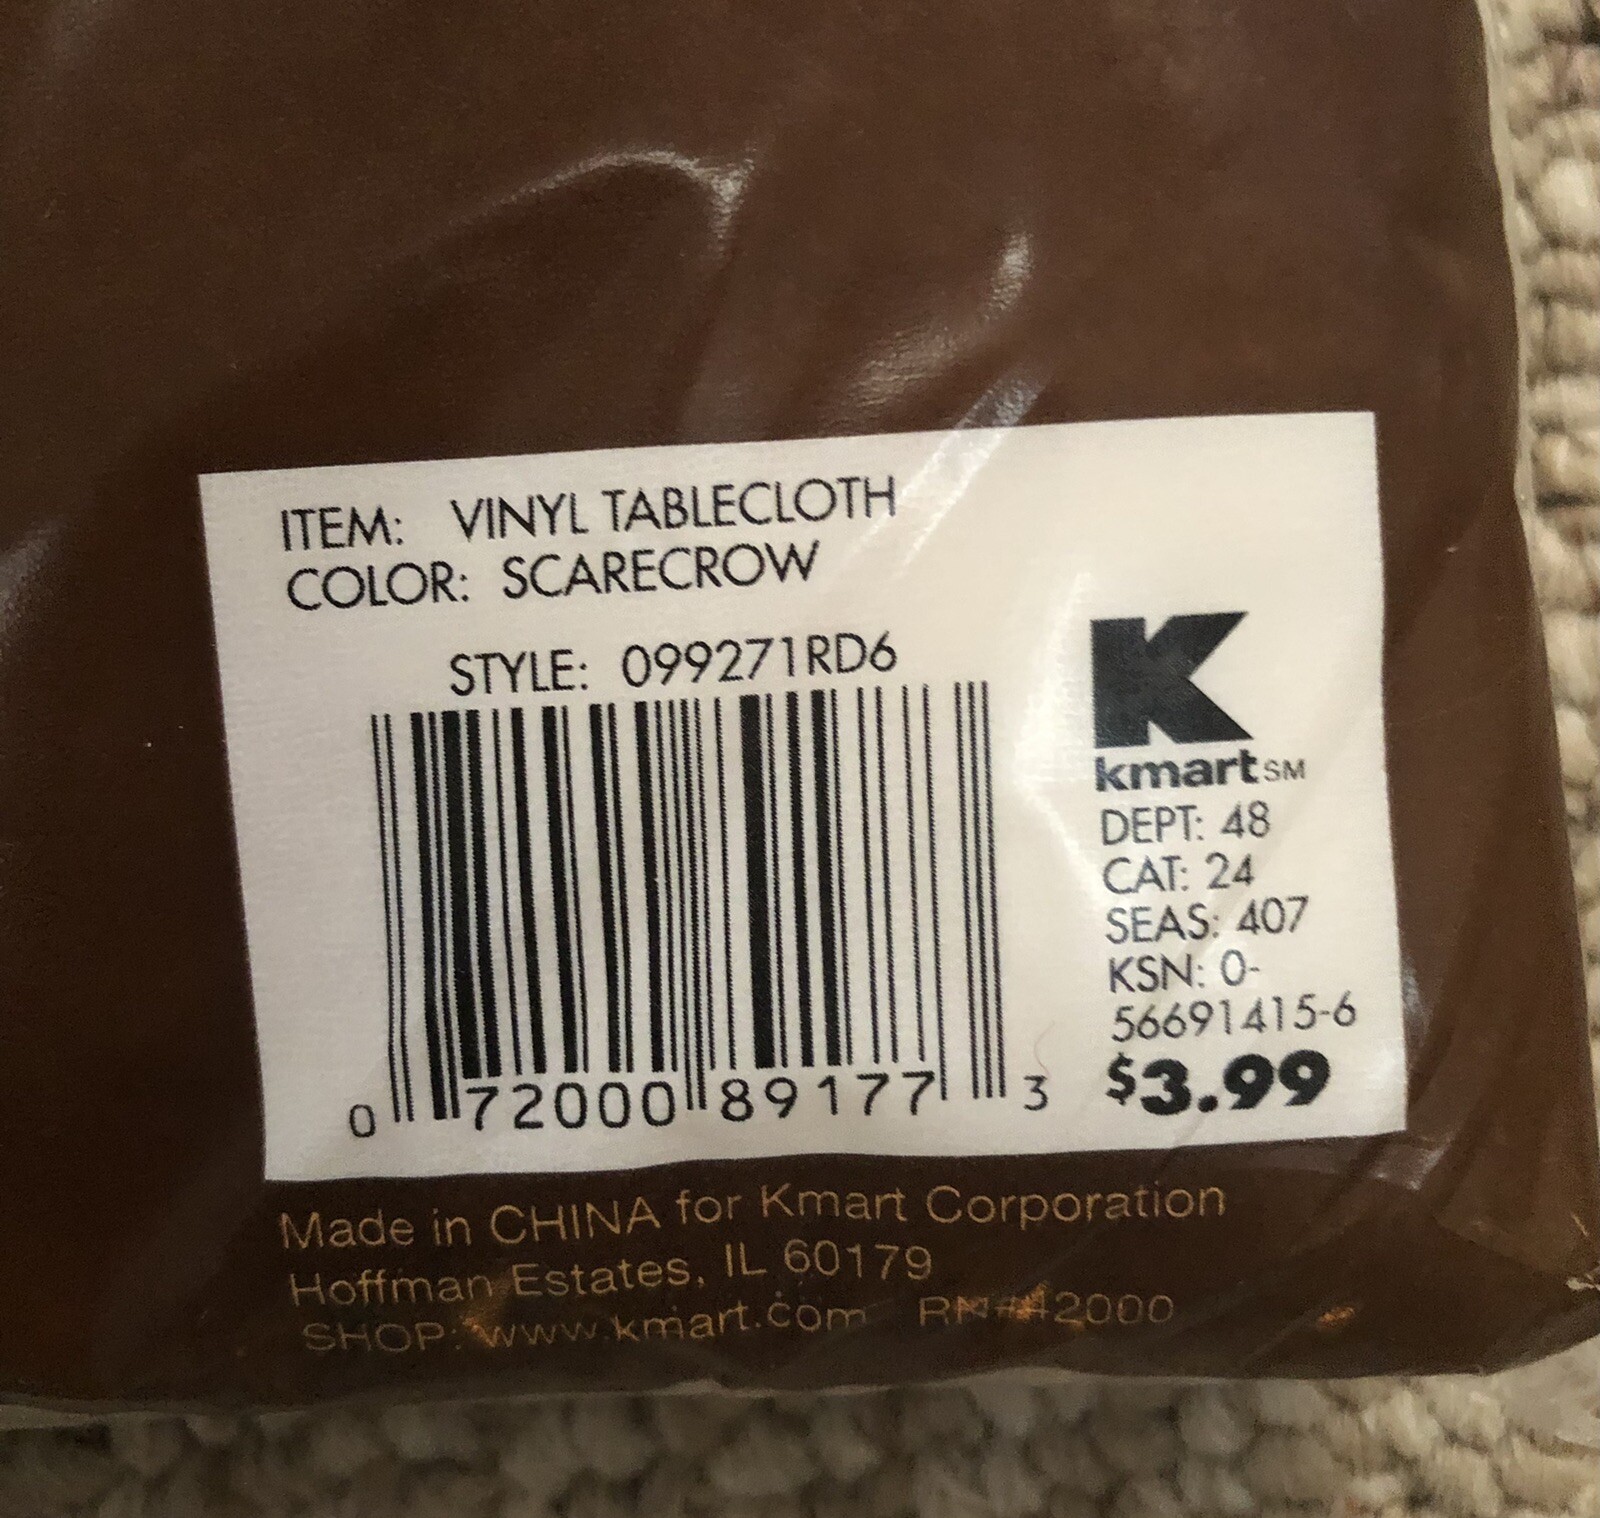 ITEM: VINYL TABLECLOTH
COLOR: SCARECROW
STYLE: 099271RD6
K
kmart SM
DEPT: 48
CAT: 24
SEAS: 407
KSN: 0-
56691415-6
$3.99
0 72000 89177 3
Made in CHINA for Kmart Corporation
Hoffman Estates, IL 60179
SHOP: www.kmart.com RN#42000